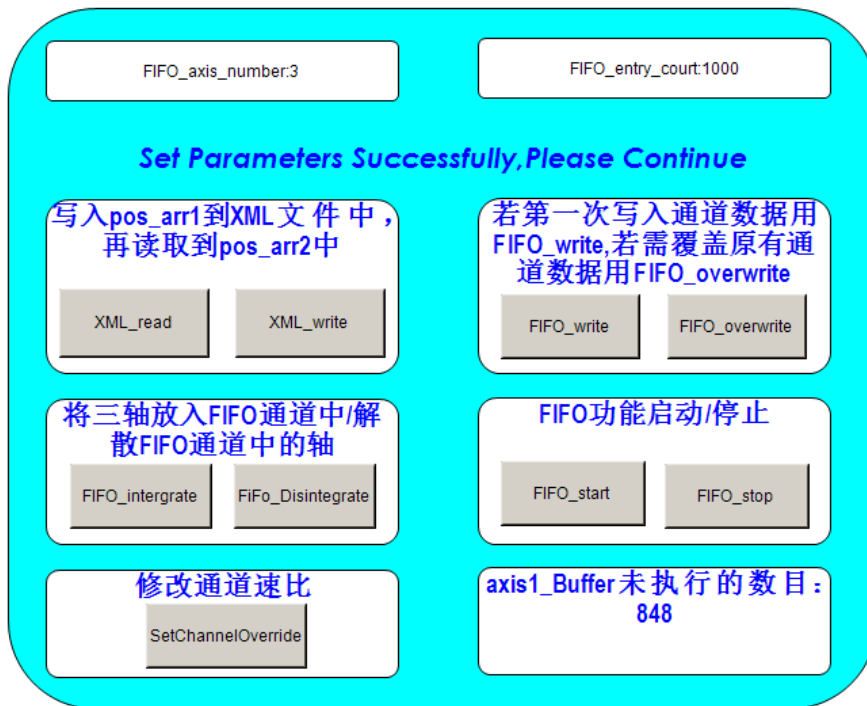 FIFO_axis_number:3
FIFO_entry_court:1000
Set Parameters Successfully,Please Continue
写入pos_arr1到XML文件中，
再读取到pos_arr2中
XML_read
XML_write
若第一次写入通道数据用
FIFO_write,若需覆盖原有通
道数据用FIFO_overwrite
FIFO_write
FIFO_overwrite
将三轴放入FIFO通道中/解
散FIFO通道中的轴
FIFO_intergrate
FiFo_Disintegrate
FIFO功能启动/停止
FIFO_start
FIFO_stop
修改通道速比
SetChannelOverride
axis1_Buffer未执行的数目：
848